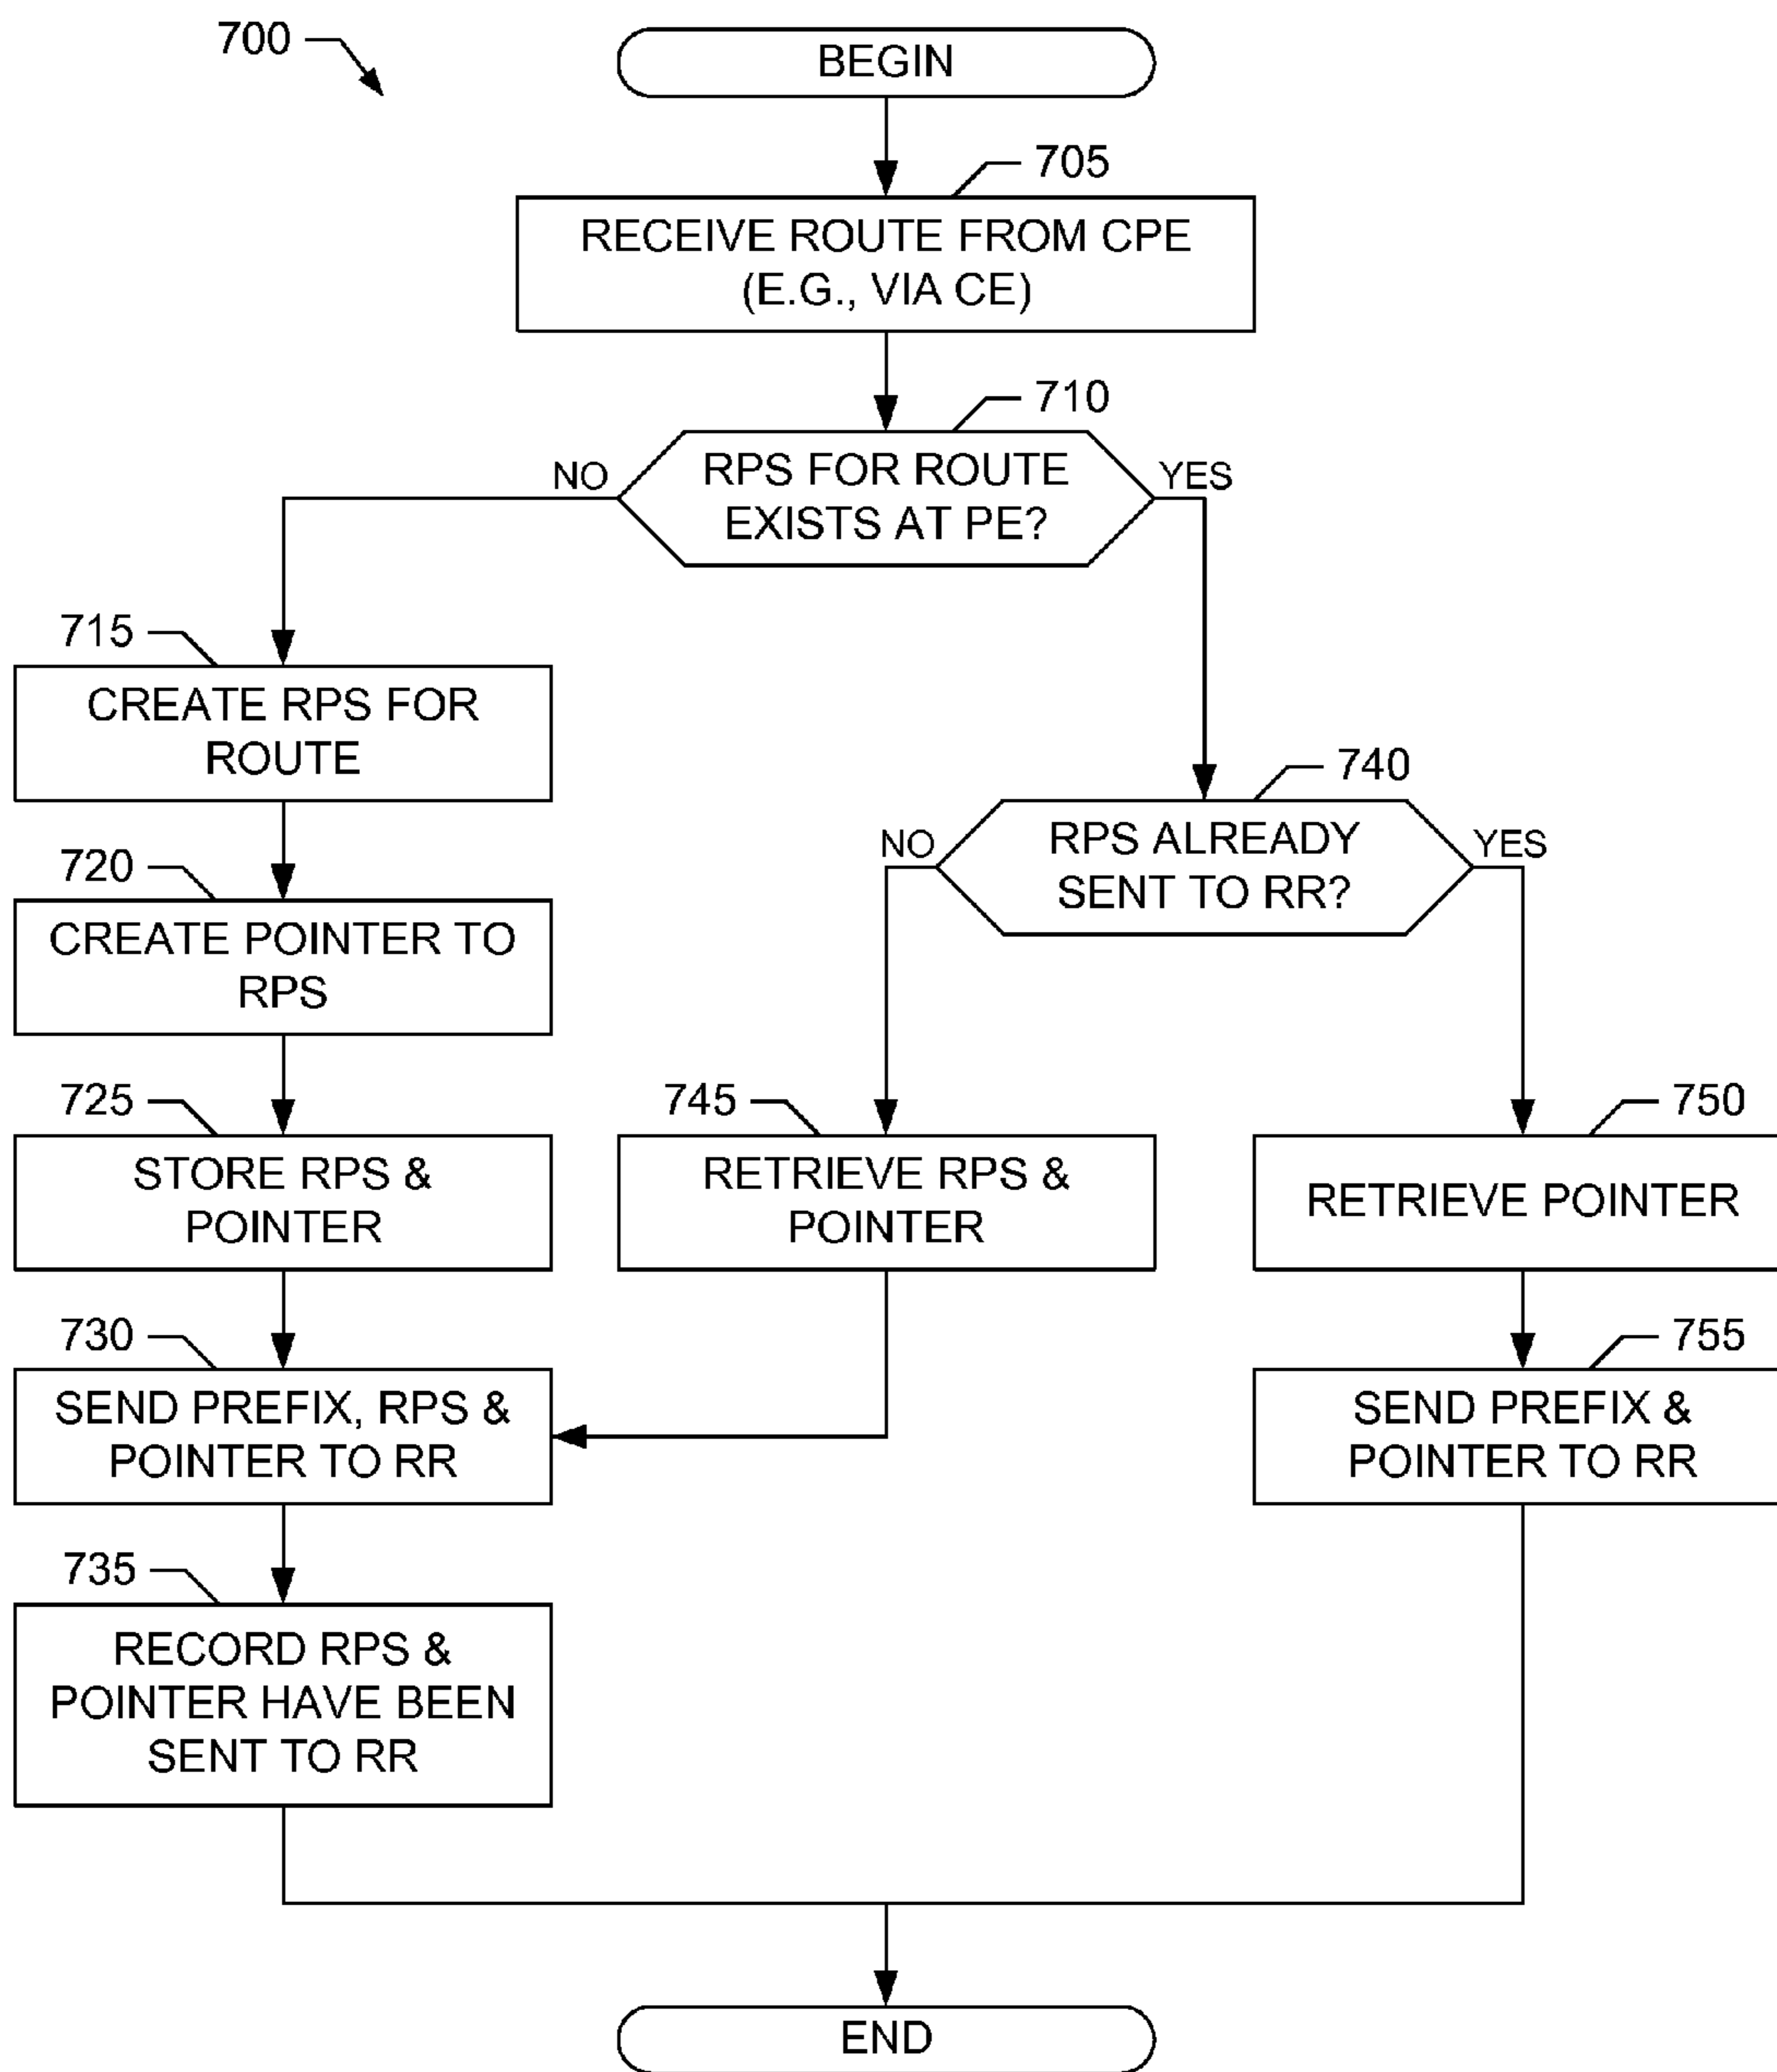 700
BEGIN
705
RECEIVE ROUTE FROM CPE
(E.G., VIA CE)
710
RPS FOR ROUTE
EXISTS AT PE?
NO
YES
715
CREATE RPS FOR
ROUTE
720
CREATE POINTER TO
RPS
725
STORE RPS &
POINTER
730
SEND PREFIX, RPS &
POINTER TO RR
735
RECORD RPS &
POINTER HAVE BEEN
SENT TO RR
740
RPS ALREADY
SENT TO RR?
NO
YES
745
RETRIEVE RPS &
POINTER
750
RETRIEVE POINTER
755
SEND PREFIX &
POINTER TO RR
END